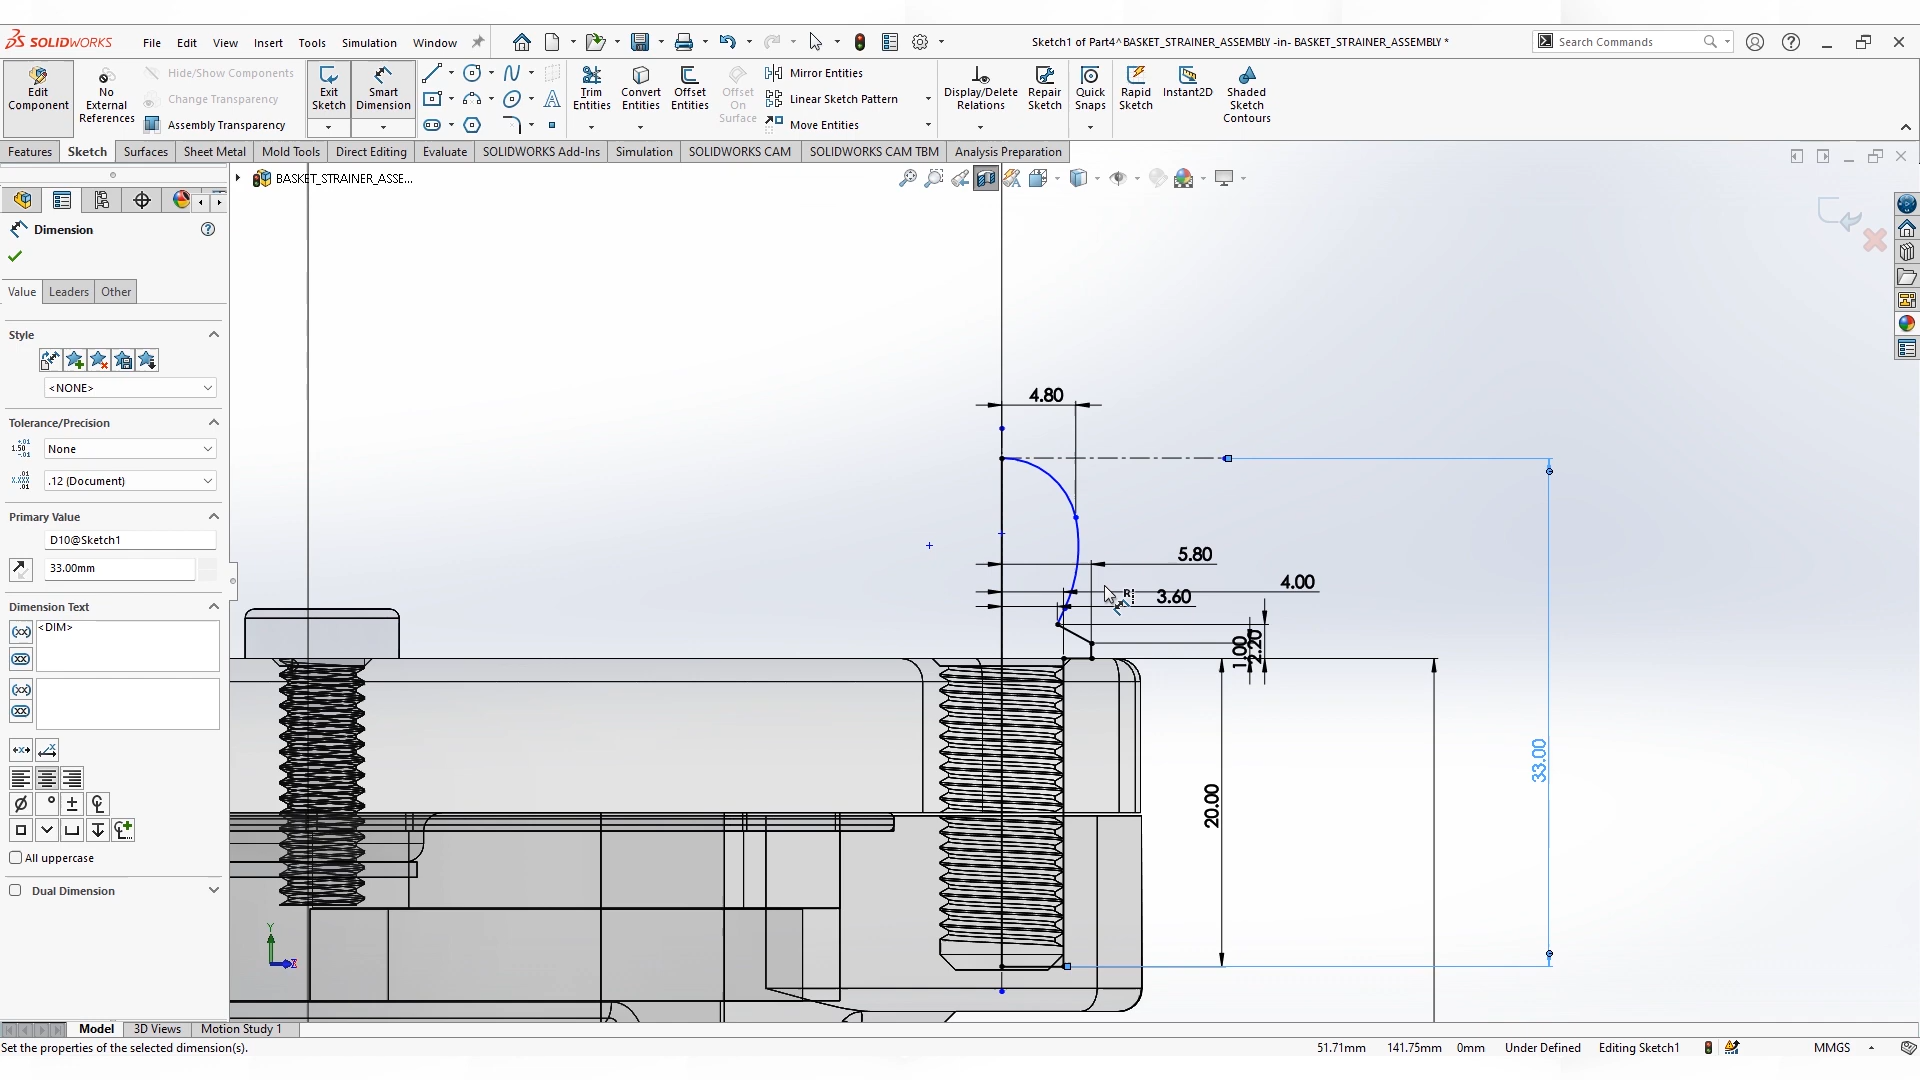 SOLIDWORKS
File Edit View Insert Tools Simulation Window
Sketch1 of Part4^BASKET_STRAINER_ASSEMBLY -in- BASKET_STRAINER_ASSEMBLY *
Search Commands
Edit Component
No External References
Hide/Show Components
Change Transparency
Assembly Transparency
Exit Sketch
Smart Dimension
Trim Entities
Convert Entities
Offset Entities
Offset On Surface
Mirror Entities
Linear Sketch Pattern
Move Entities
Display/Delete Relations
Repair Sketch
Quick Snaps
Rapid Sketch
Instant2D
Shaded Sketch Contours
Features Sketch Surfaces Sheet Metal Mold Tools Direct Editing Evaluate SOLIDWORKS Add-Ins Simulation SOLIDWORKS CAM SOLIDWORKS CAM TBM Analysis Preparation
BASKET_STRAINER_ASSE...
Dimension
Value Leaders Other
Style
<NONE>
Tolerance/Precision
None
.12 (Document)
Primary Value
D10@Sketch1
33.00mm
Dimension Text
<DIM>
All uppercase
Dual Dimension
4.80
5.80
4.00
3.60
1.00
2.20
20.00
33.00
Y
Model 3D Views Motion Study 1
Set the properties of the selected dimension(s).
51.71mm 141.75mm 0mm Under Defined Editing Sketch1 MMGS